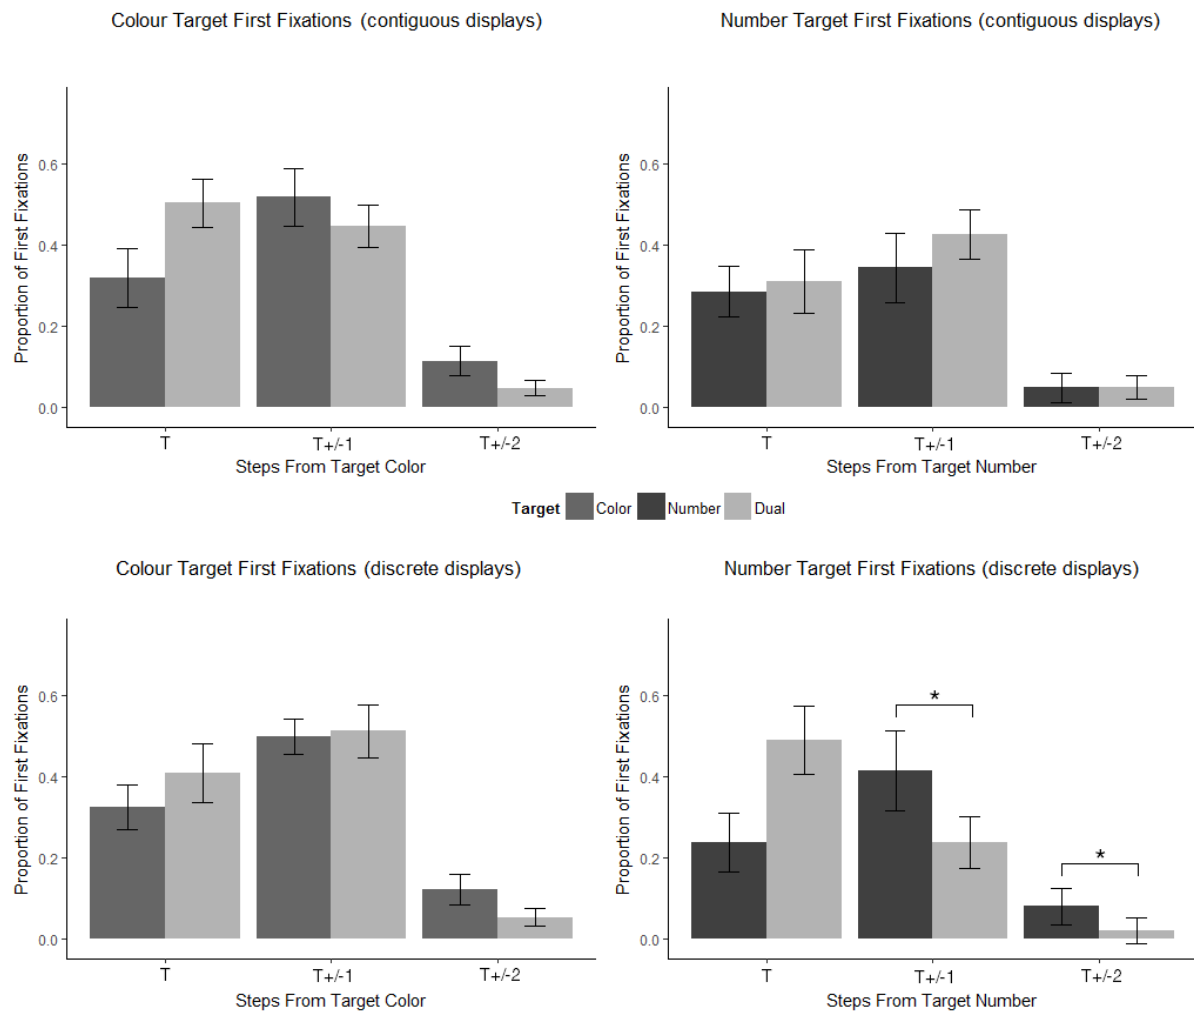 Colour Target First Fixations (contiguous displays)
Number Target First Fixations (contiguous displays)
Proportion of First Fixations
0.6
0.4
0.2
0.0
T
T+/-1
T+/-2
Steps From Target Color
Proportion of First Fixations
0.6
0.4
0.2
0.0
T
T+/-1
T+/-2
Steps From Target Number
Target Color Number Dual
Colour Target First Fixations (discrete displays)
Number Target First Fixations (discrete displays)
Proportion of First Fixations
0.6
0.4
0.2
0.0
T
T+/-1
T+/-2
Steps From Target Color
Proportion of First Fixations
0.6
0.4
0.2
0.0
*
*
T
T+/-1
T+/-2
Steps From Target Number